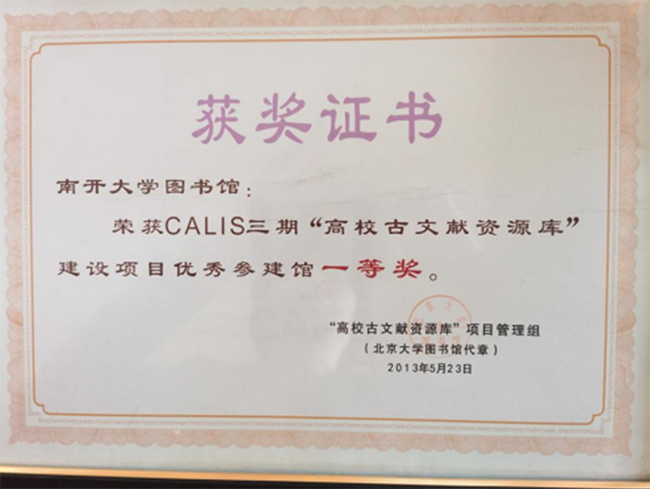 获奖证书
南开大学图书馆：
荣获CALIS三期“高校古文献资源库”
建设项目优秀参建馆一等奖。
“高校古文献资源库”项目管理组
（北京大学图书馆代章）
2013年5月23日